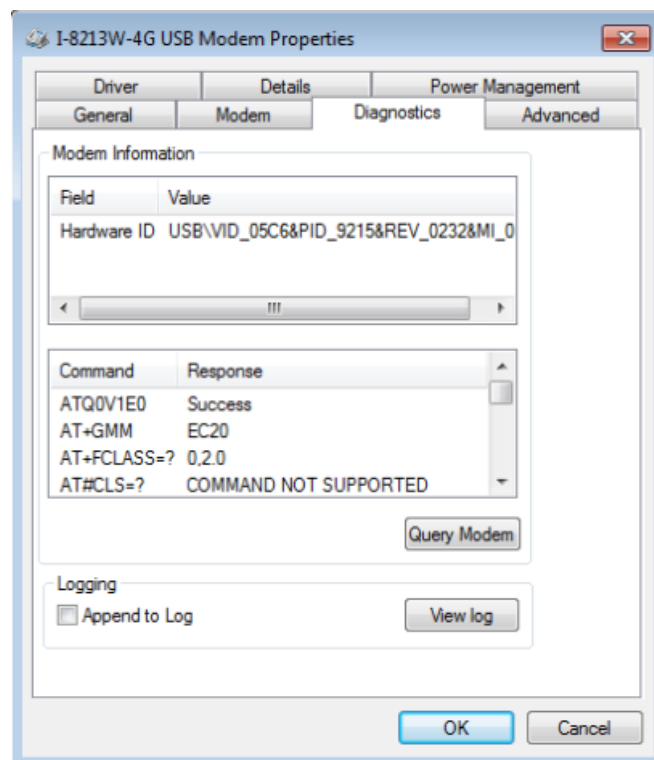 I-8213W-4G USB Modem Properties
Driver Details Power Management
General Modem Diagnostics Advanced
Modem Information
Field Value
Hardware ID USB\VID_05C6&PID_9215&REV_0232&MI_0
Command Response
ATQ0V1E0 Success
AT+GMM EC20
AT+FCLASS=? 0,2.0
AT#CLS=? COMMAND NOT SUPPORTED
Query Modem
Logging
Append to Log View log
OK Cancel